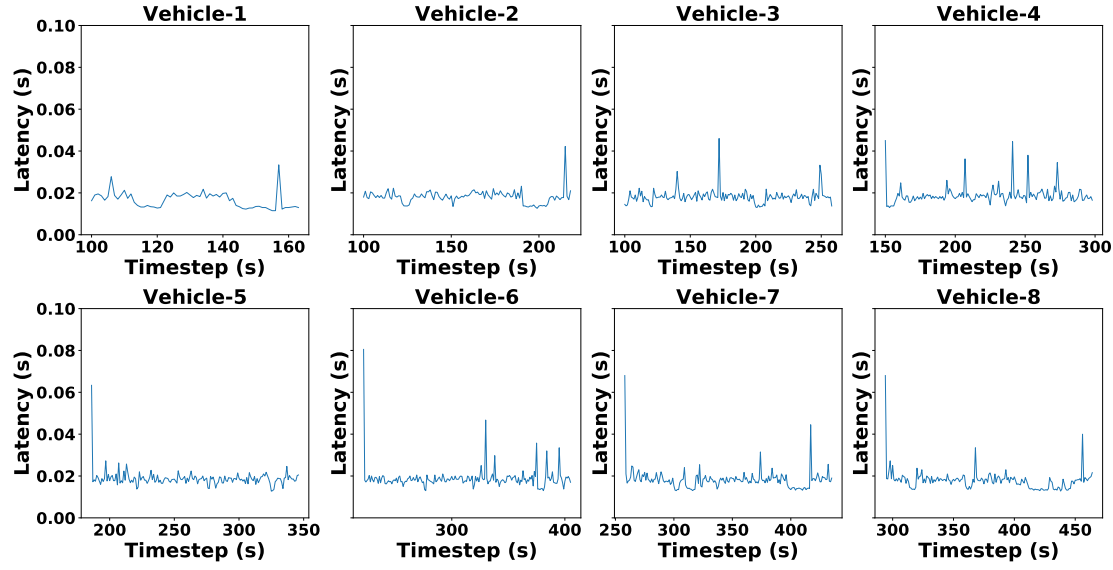 Vehicle-1 Vehicle-2 Vehicle-3 Vehicle-4
0.10
0.08
0.06
0.04
0.02
0.00
Latency (s) Latency (s) Latency (s) Latency (s)
100 120 140 160 100 150 200 100 150 200 250 150 200 250 300
Timestep (s) Timestep (s) Timestep (s) Timestep (s)
Vehicle-5 Vehicle-6 Vehicle-7 Vehicle-8
0.10
0.08
0.06
0.04
0.02
0.00
Latency (s) Latency (s) Latency (s) Latency (s)
200 250 300 350 300 400 250 300 350 400 300 350 400 450
Timestep (s) Timestep (s) Timestep (s) Timestep (s)